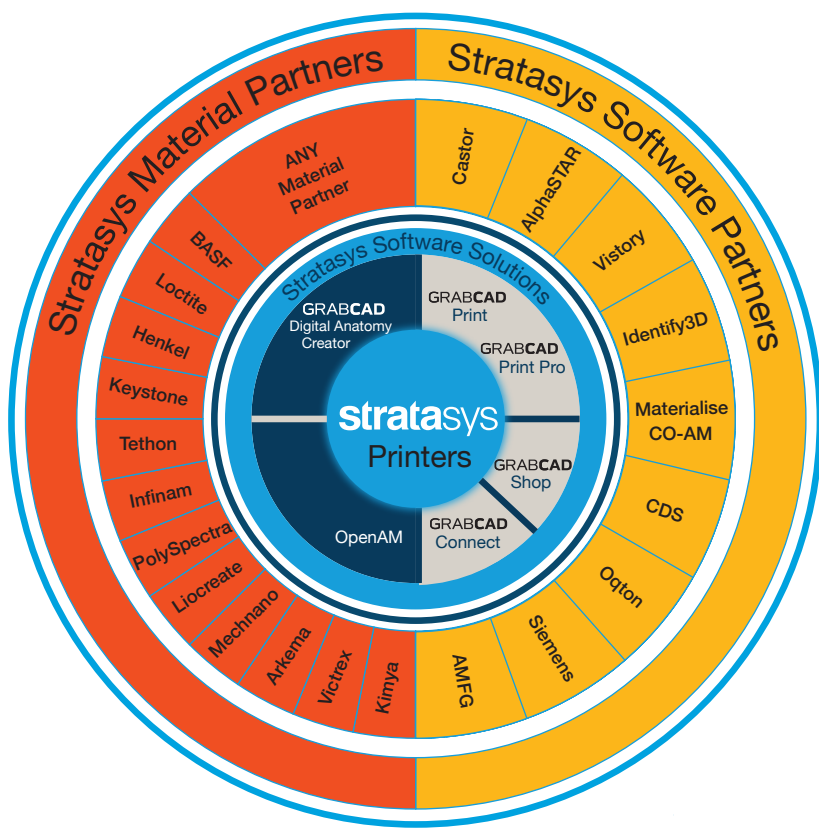 Stratasys Material Partners
Stratasys Software Partners
ANY
Material
Partner
BASF
Loctite
Henkel
Keystone
Tethon
Infinam
PolySpectra
Liocreate
Mechnano
Arkema
Victrex
Kimya
Castor
AlphaSTAR
Vistory
Identify3D
Materialise
CO-AM
CDS
Oqton
Siemens
AMFG
Stratasys Software Solutions
GRABCAD
Digital Anatomy
Creator
GRABCAD
Print
GRABCAD
Print Pro
stratasys
Printers
GRABCAD
Shop
GRABCAD
Connect
OpenAM